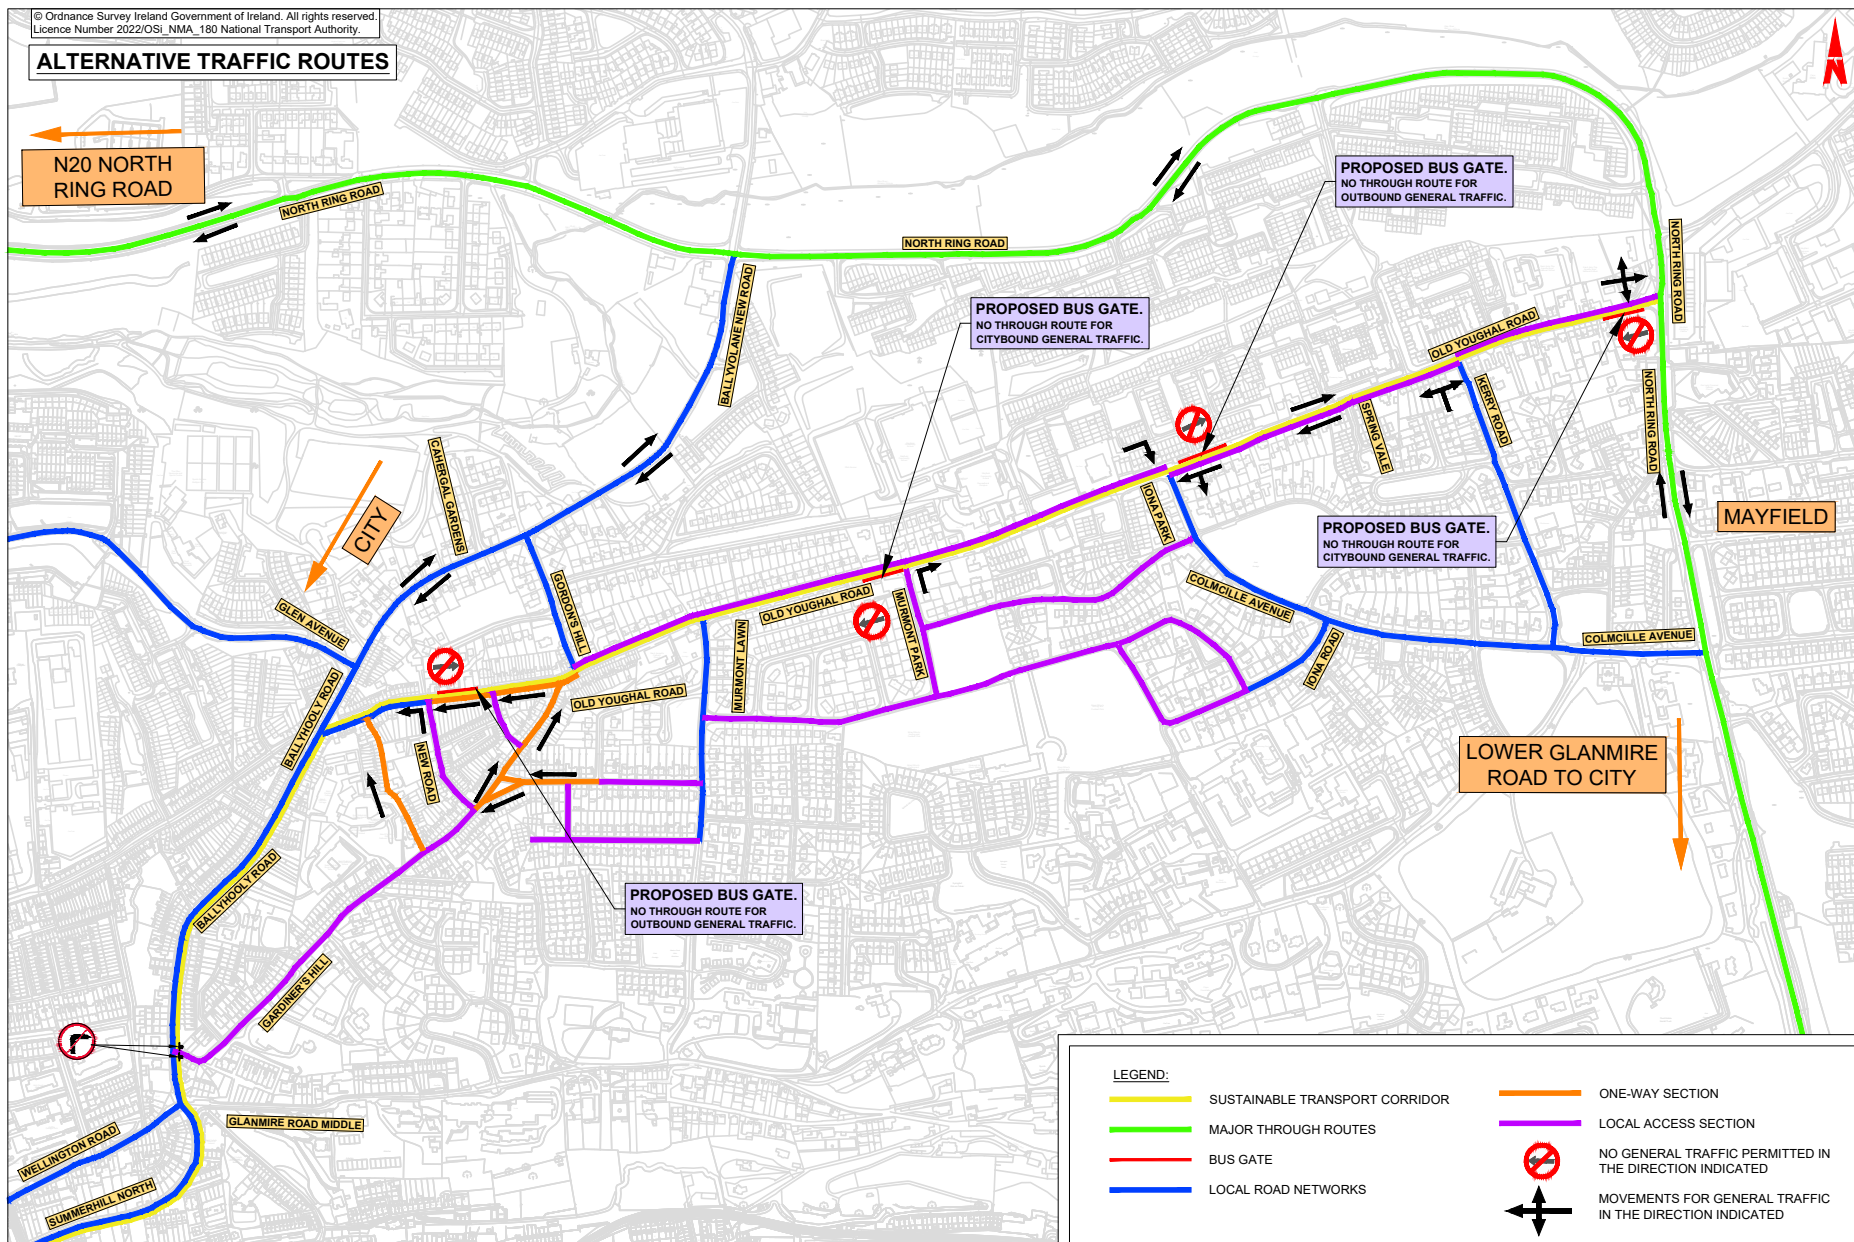 © Ordnance Survey Ireland Government of Ireland. All rights reserved.
Licence Number 2022/OSi_NMA_180 National Transport Authority.
ALTERNATIVE TRAFFIC ROUTES
N20 NORTH
RING ROAD
NORTH RING ROAD
NORTH RING ROAD
PROPOSED BUS GATE.
NO THROUGH ROUTE FOR
OUTBOUND GENERAL TRAFFIC.
NORTH RING ROAD
BALLYVOLANE NEW ROAD
PROPOSED BUS GATE.
NO THROUGH ROUTE FOR
CITYBOUND GENERAL TRAFFIC.
OLD YOUGHAL ROAD
NORTH RING ROAD
KERRY ROAD
SPRING VALE
CAHERGAL GARDENS
CITY
IONA PARK
PROPOSED BUS GATE.
NO THROUGH ROUTE FOR
CITYBOUND GENERAL TRAFFIC.
MAYFIELD
GLEN AVENUE
GORDON'S HILL
OLD YOUGHAL ROAD
MURMONT PARK
COLMCILLE AVENUE
COLMCILLE AVENUE
IONA ROAD
MURMONT LAWN
OLD YOUGHAL ROAD
BALLYHOOLY ROAD
NEW ROAD
LOWER GLANMIRE
ROAD TO CITY
BALLYHOOLY ROAD
PROPOSED BUS GATE.
NO THROUGH ROUTE FOR
OUTBOUND GENERAL TRAFFIC.
GARDINER'S HILL
GLANMIRE ROAD MIDDLE
WELLINGTON ROAD
SUMMERHILL NORTH
LEGEND:
SUSTAINABLE TRANSPORT CORRIDOR
MAJOR THROUGH ROUTES
BUS GATE
LOCAL ROAD NETWORKS
ONE-WAY SECTION
LOCAL ACCESS SECTION
NO GENERAL TRAFFIC PERMITTED IN
THE DIRECTION INDICATED
MOVEMENTS FOR GENERAL TRAFFIC
IN THE DIRECTION INDICATED
N